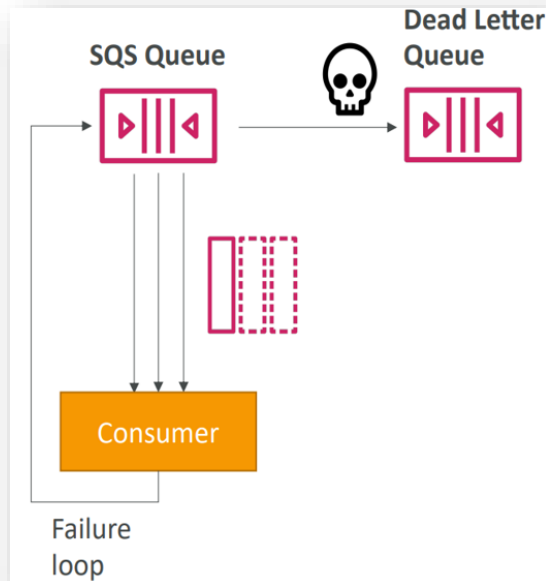 Dead Letter
Queue
SQS Queue
Consumer
Failure
loop